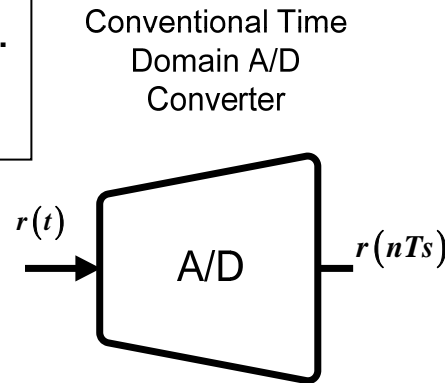 .
Conventional Time
Domain A/D
Converter
r(t)
A/D
r(nTs)